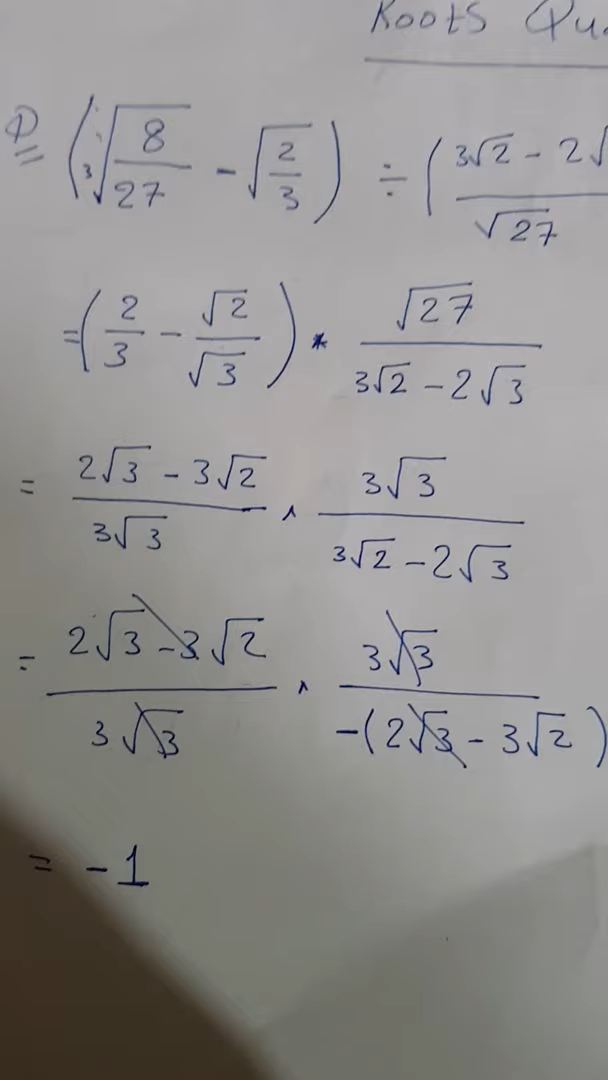 Roots Qu
① (∛(8/27) - √(2/3)) ÷ ((3√2 - 2√
√27
= (2/3 - √2/√3) * √27/(3√2 - 2√3)
= (2√3 - 3√2)/(3√3) × (3√3)/(3√2 - 2√3)
= (2√3 - 3√2)/(3√3) × (3√3)/(-(2√3 - 3√2))
= -1